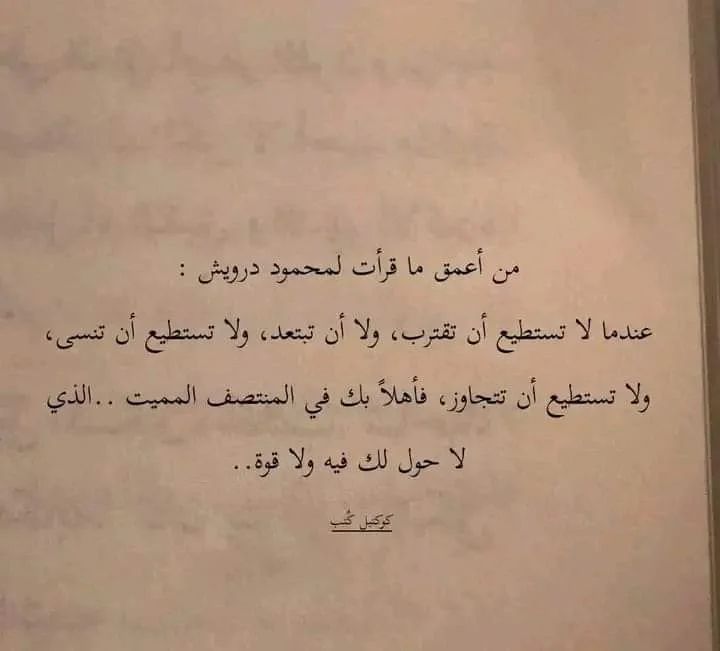 من أعمق ما قرأت لمحمود درويش :
عندما لا تستطيع أن تقترب، ولا أن تبتعد، ولا تستطيع أن تنسى،
ولا تستطيع أن تتجاوز، فأهلاً بك في المنتصف المميت ..الذي
لا حول لك فيه ولا قوة..
كوكتيل كُتب